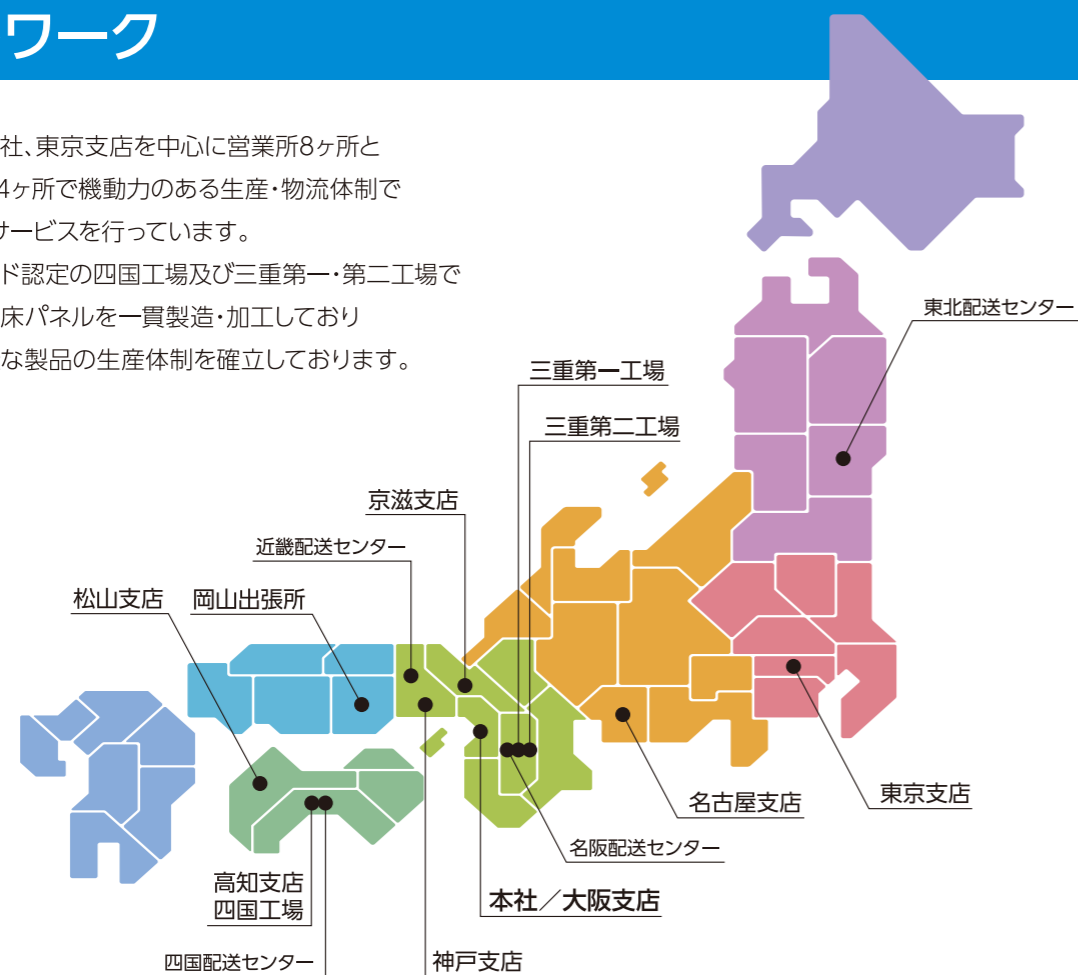 ワーク
社、東京支店を中心に営業所8ヶ所と
4ヶ所で機動力のある生産・物流体制で
サービスを行っています。
ド認定の四国工場及び三重第一・第二工場で
床パネルを一貫製造・加工しており
な製品の生産体制を確立しております。
東北配送センター
三重第一工場
三重第二工場
京滋支店
近畿配送センター
松山支店
岡山出張所
東京支店
名古屋支店
名阪配送センター
本社／大阪支店
高知支店
四国工場
四国配送センター
神戸支店